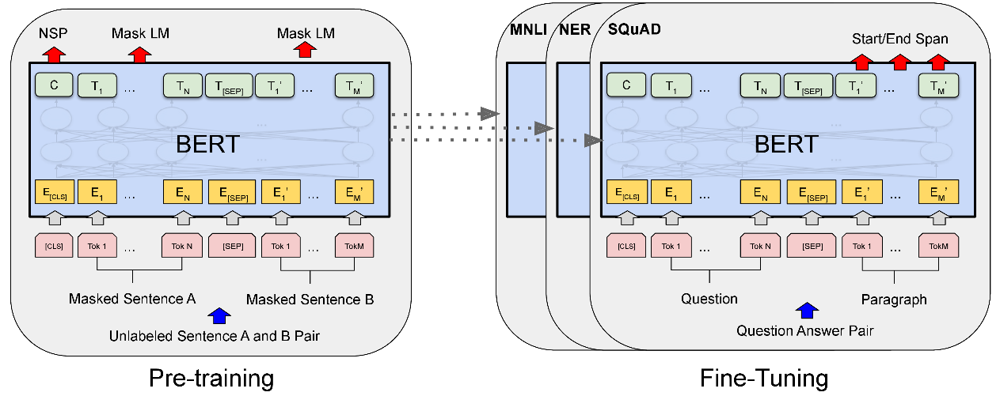 NSP Mask LM Mask LM
C T1 ... TN T[SEP] T1' ... TM'
...
BERT
...
E[CLS] E1 ... EN E[SEP] E1' ... EM'
[CLS] Tok 1 ... Tok N [SEP] Tok 1 ... TokM
Masked Sentence A Masked Sentence B
Unlabeled Sentence A and B Pair
Pre-training
MNLI NER SQuAD
Start/End Span
C T1 ... TN T[SEP] T1' ... TM'
...
BERT
...
E[CLS] E1 ... EN E[SEP] E1' ... EM'
[CLS] Tok 1 ... Tok N [SEP] Tok 1 ... TokM
Question Paragraph
Question Answer Pair
Fine-Tuning